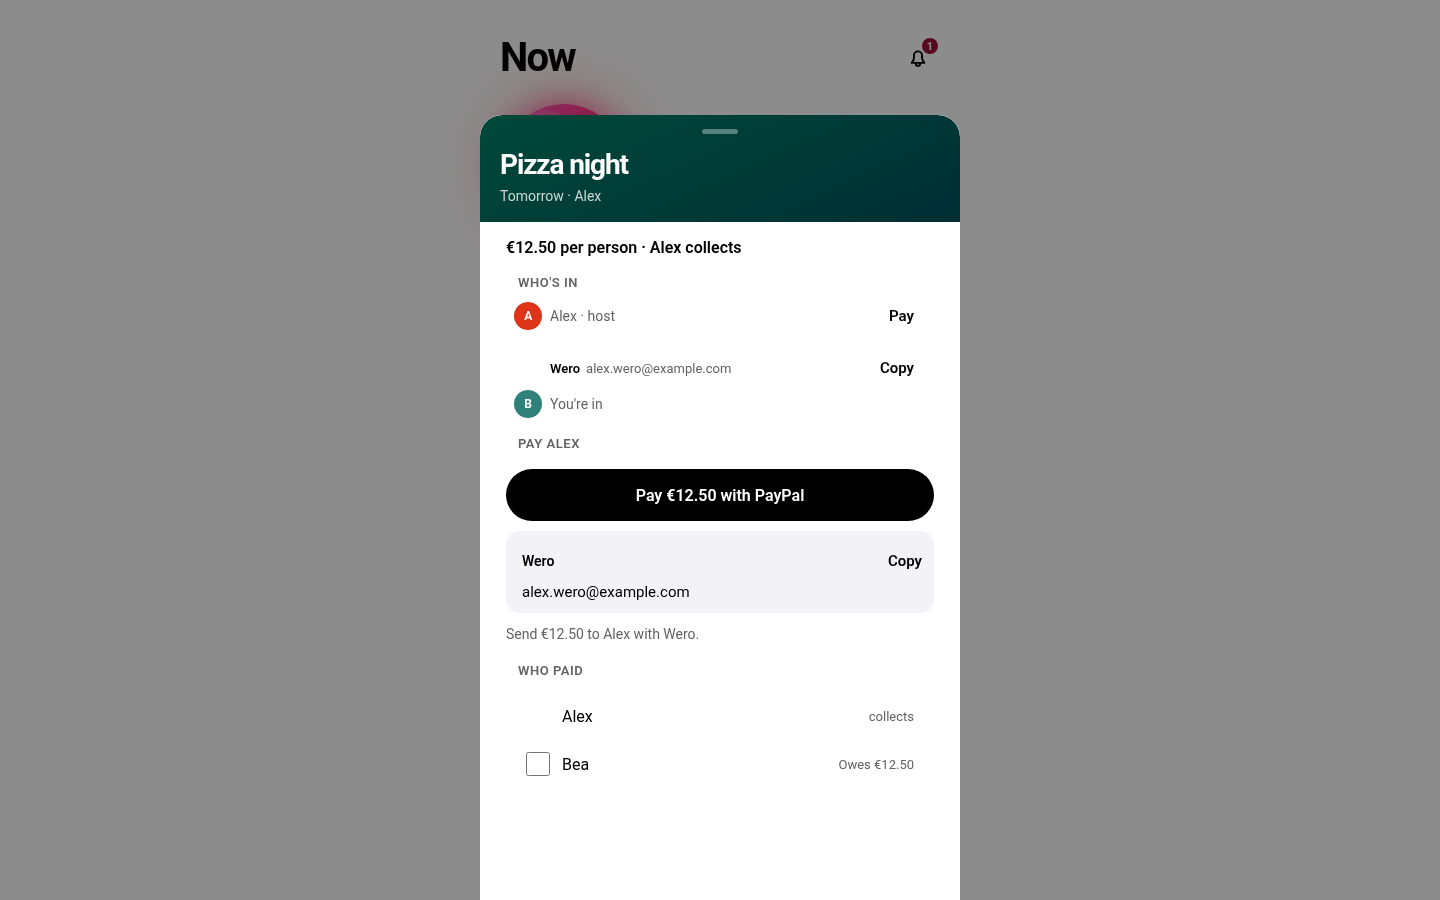 Now
1
Pizza night
Tomorrow · Alex
€12.50 per person · Alex collects
WHO'S IN
A Alex · host Pay
Wero alex.wero@example.com Copy
B You're in
PAY ALEX
Pay €12.50 with PayPal
Wero Copy
alex.wero@example.com
Send €12.50 to Alex with Wero.
WHO PAID
Alex collects
Bea Owes €12.50